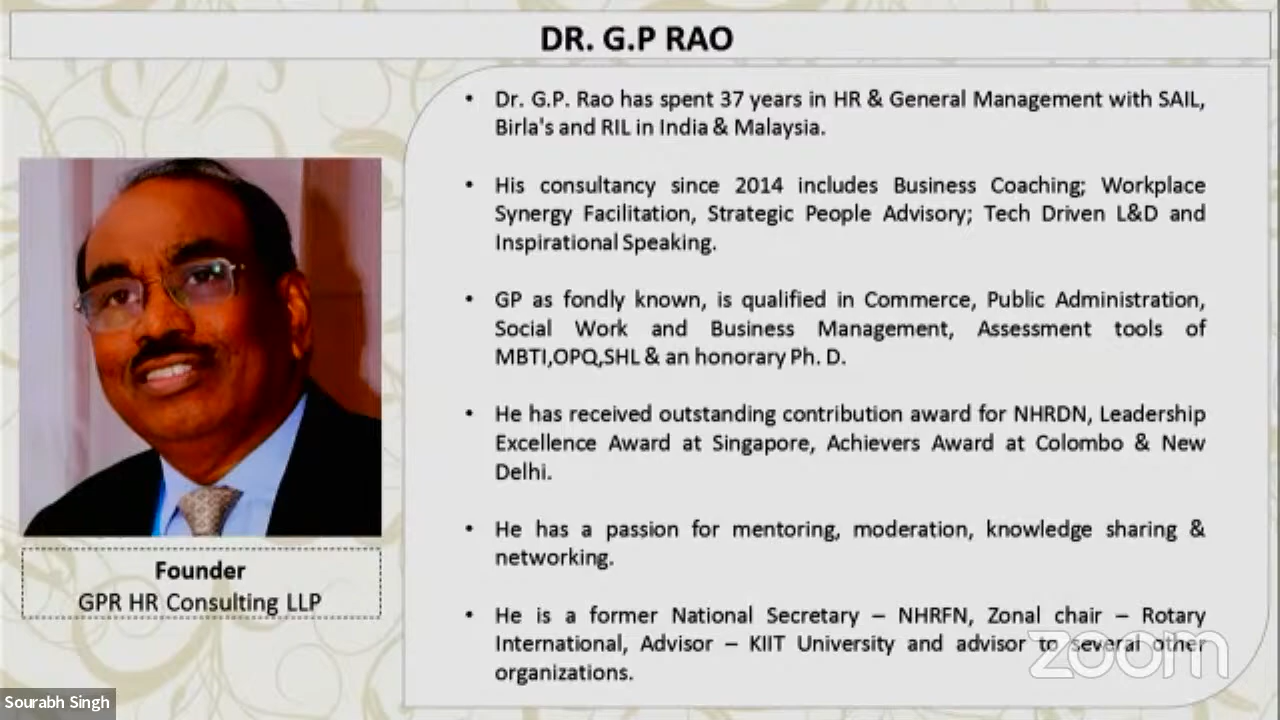 DR. G.P RAO
• Dr. G.P. Rao has spent 37 years in HR & General Management with SAIL,
Birla's and RIL in India & Malaysia.
• His consultancy since 2014 includes Business Coaching; Workplace
Synergy Facilitation, Strategic People Advisory; Tech Driven L&D and
Inspirational Speaking.
• GP as fondly known, is qualified in Commerce, Public Administration,
Social Work and Business Management, Assessment tools of
MBTI,OPQ,SHL & an honorary Ph. D.
• He has received outstanding contribution award for NHRDN, Leadership
Excellence Award at Singapore, Achievers Award at Colombo & New
Delhi.
• He has a passion for mentoring, moderation, knowledge sharing &
networking.
• He is a former National Secretary – NHRFN, Zonal chair – Rotary
International, Advisor – KIIT University and advisor to several other
organizations.
Founder
GPR HR Consulting LLP
zoom
Sourabh Singh